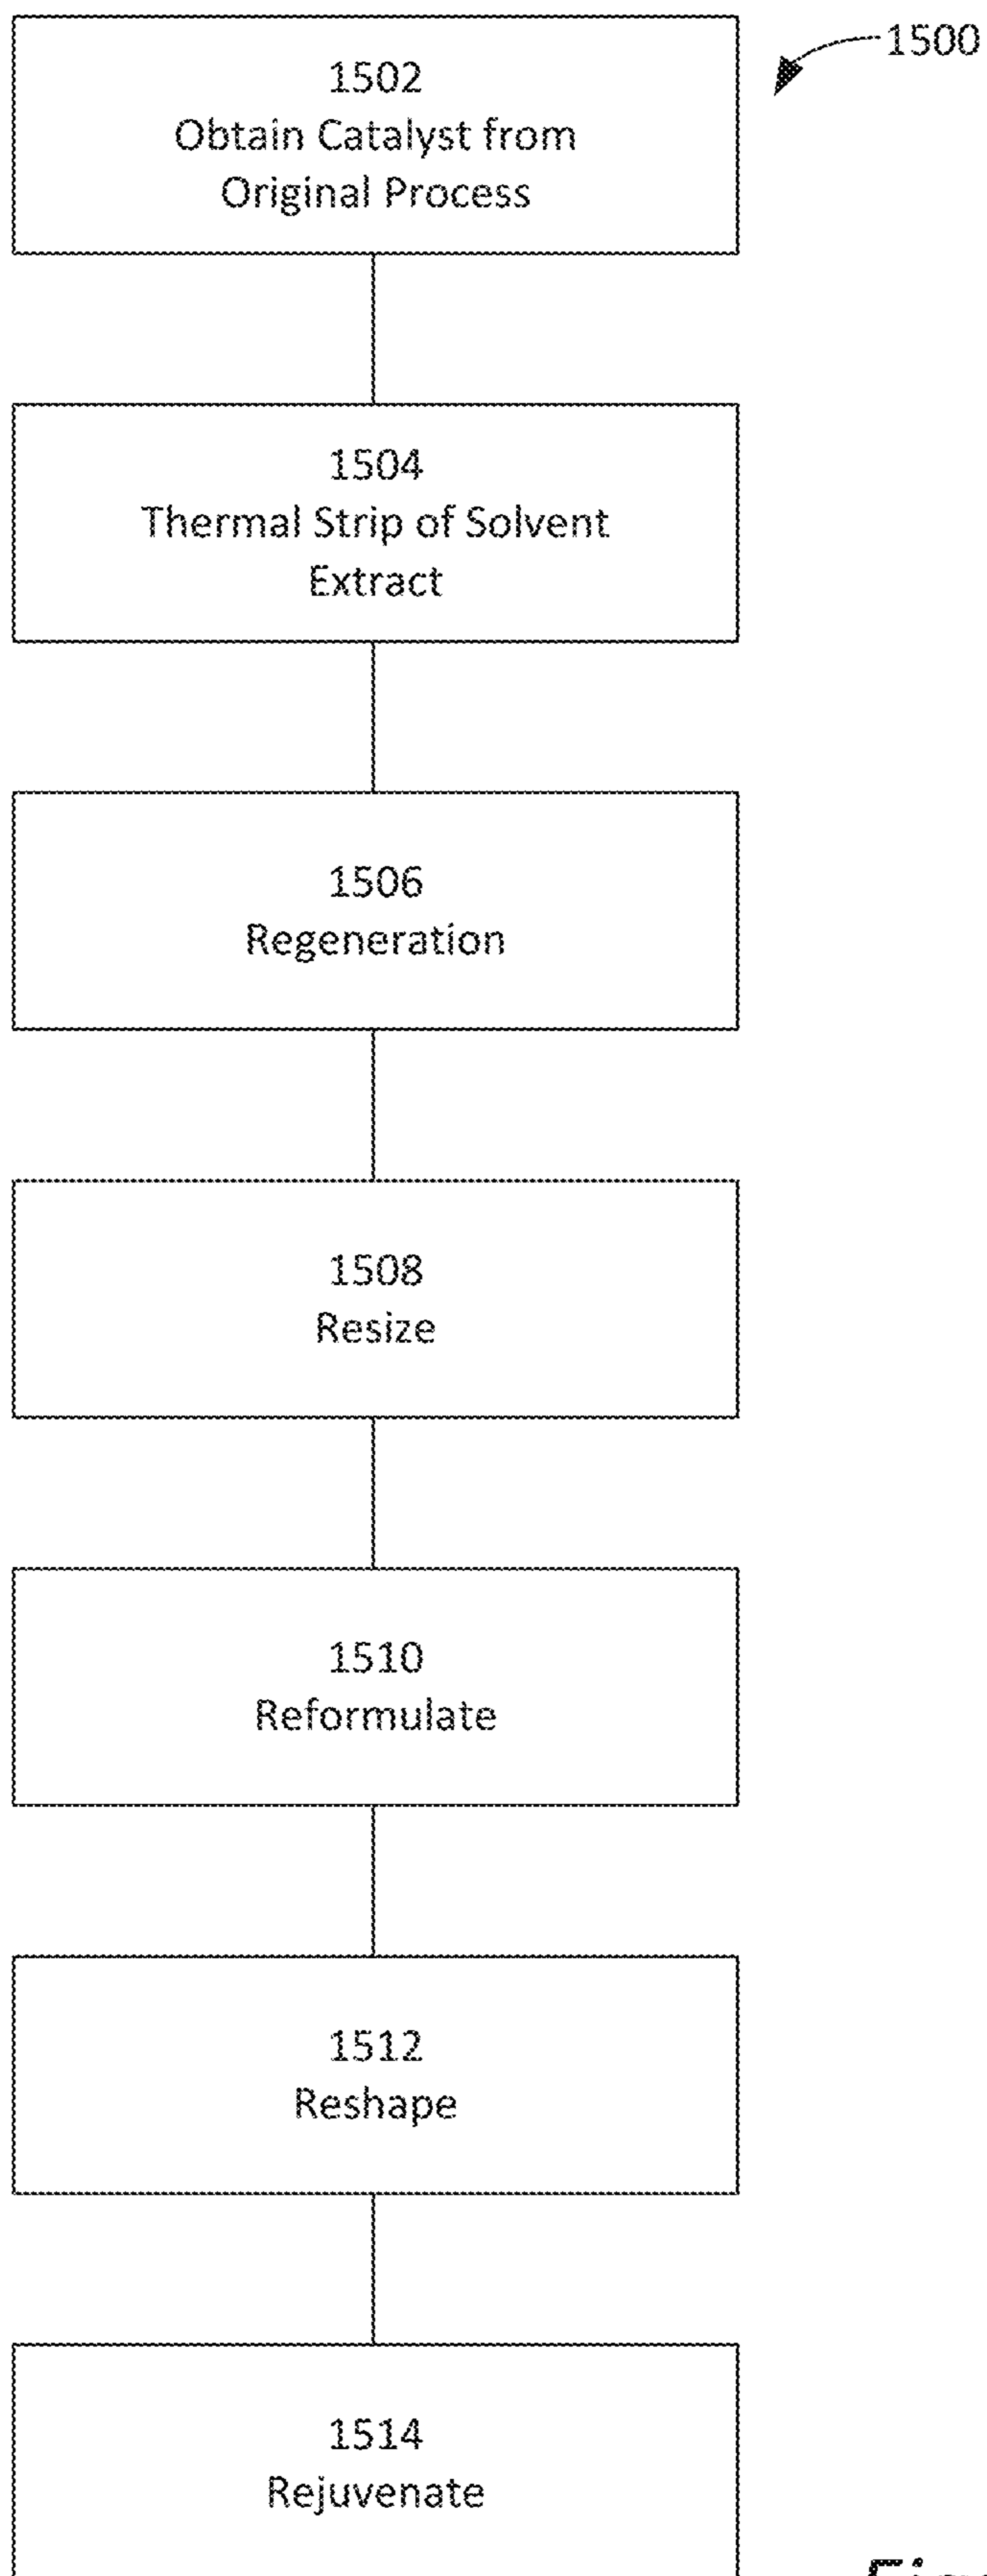 1500
1502
Obtain Catalyst from
Original Process
1504
Thermal Strip of Solvent
Extract
1506
Regeneration
1508
Resize
1510
Reformulate
1512
Reshape
1514
Rejuvenate